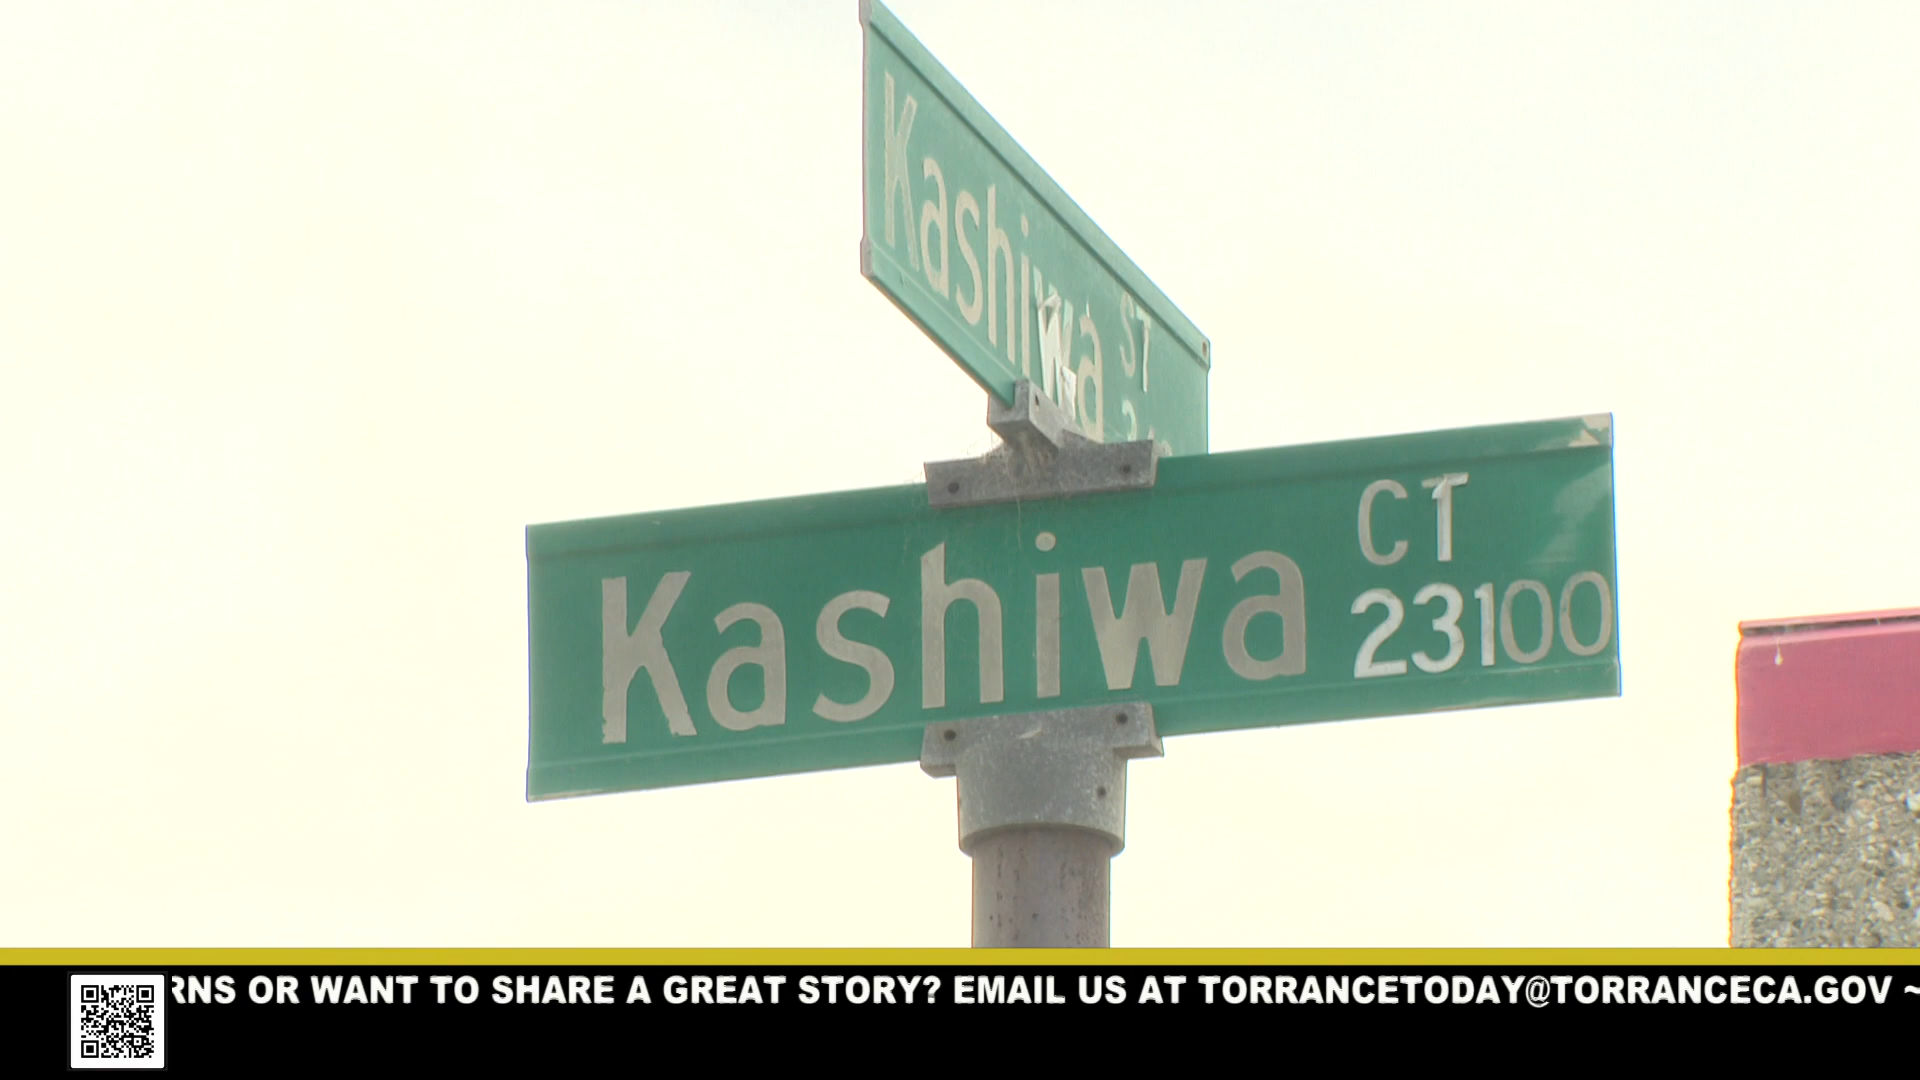 Kashiwa ST
Kashiwa CT
23100
RNS OR WANT TO SHARE A GREAT STORY? EMAIL US AT TORRANCETODAY@TORRANCECA.GOV ~